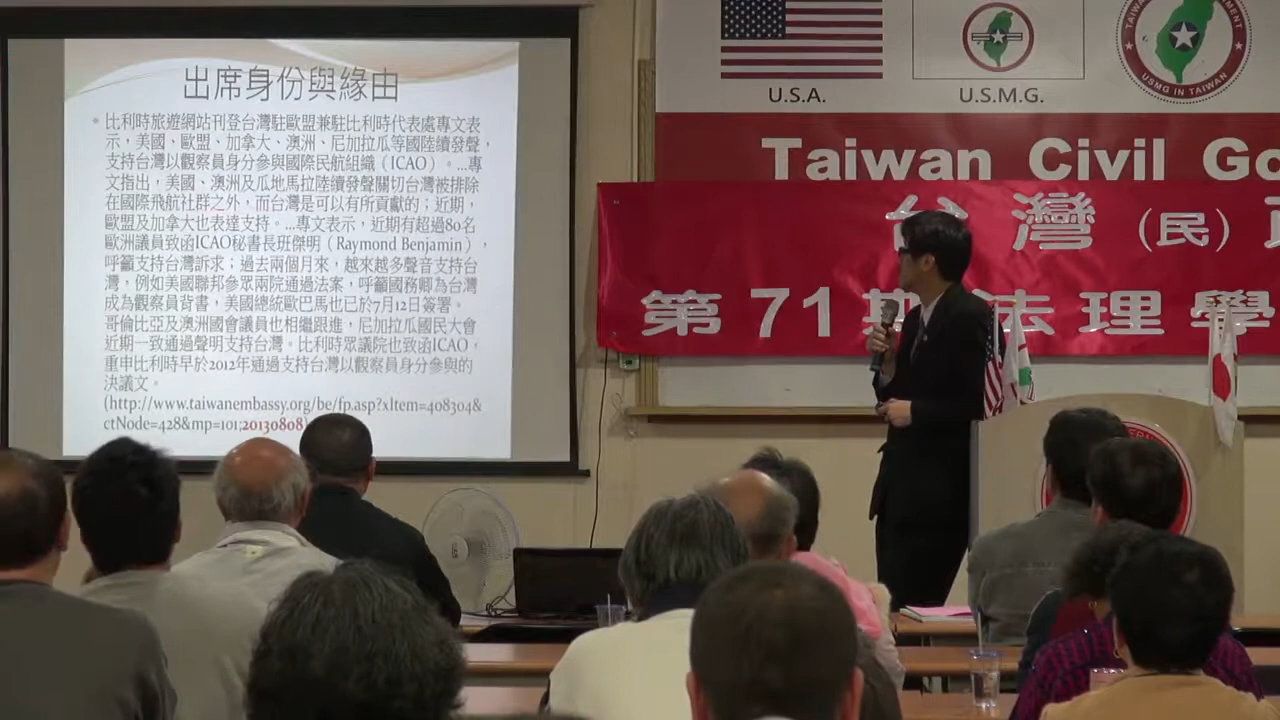 出席身份與緣由
比利時旅遊網站刊登台灣駐歐盟兼駐比利時代表處專文表
示，美國、歐盟、加拿大、澳洲、尼加拉瓜等國陸續發聲，
支持台灣以觀察員身分參與國際民航組織（ICAO）。…專
文指出，美國、澳洲及瓜地馬拉陸續發聲關切台灣被排除
在國際飛航社群之外，而台灣是可以有所貢獻的；近期，
歐盟及加拿大也表達支持。…專文表示，近期有超過80名
歐洲議員致函ICAO秘書長班傑明（Raymond Benjamin），
呼籲支持台灣訴求；過去兩個月來，越來越多聲音支持台
灣，例如美國聯邦參眾兩院通過法案，呼籲國務卿為台灣
成為觀察員背書，美國總統歐巴馬也已於7月12日簽署。
哥倫比亞及澳洲國會議員也相繼跟進，尼加拉瓜國民大會
近期一致通過聲明支持台灣。比利時眾議院也致函ICAO，
重申比利時早於2012年通過支持台灣以觀察員身分參與的
決議文。
(http://www.taiwanembassy.org/be/fp.asp?xItem=408304&
ctNode=428&mp=101;20130808)
U.S.A.
U.S.M.G.
USMG IN TAIWAN
Taiwan Civil Go
台灣（民）
第71期法理學